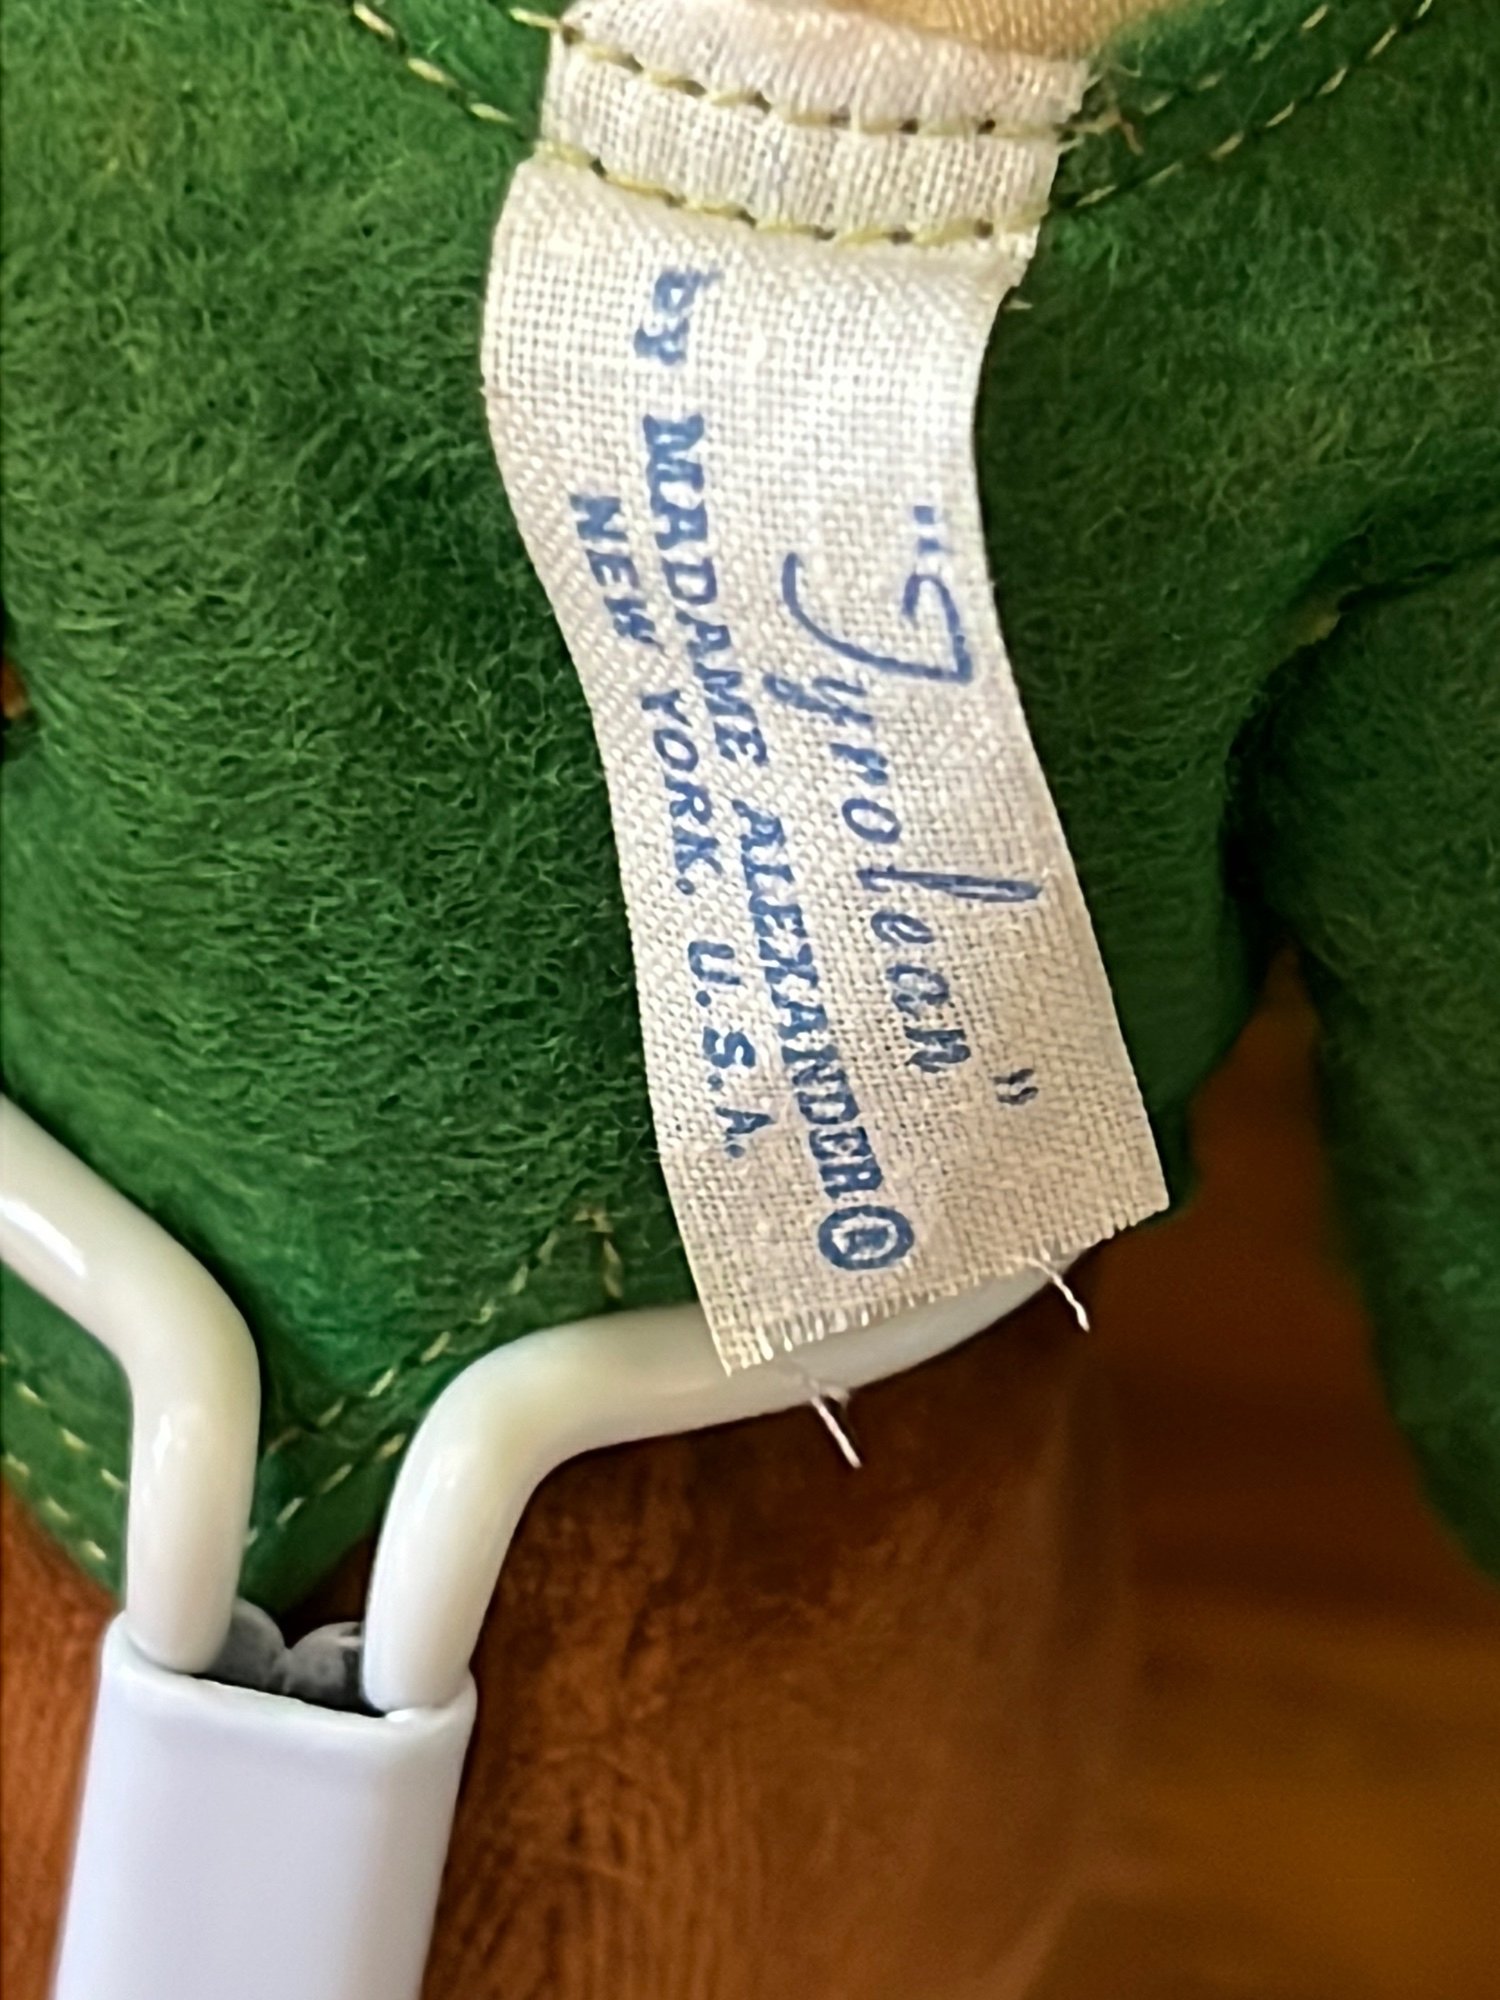 "Tyrolean"
by MADAME ALEXANDER®
NEW YORK. U.S.A.